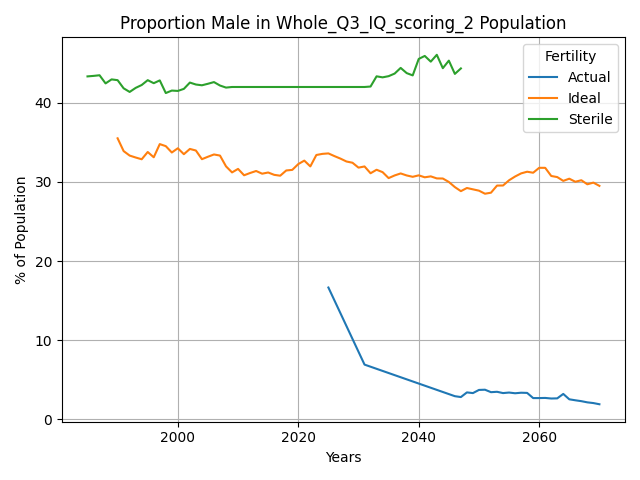 Proportion Male in Whole_Q3_IQ_scoring_2 Population
Fertility
Actual
Ideal
Sterile
% of Population
40
30
20
10
0
2000
2020
2040
2060
Years